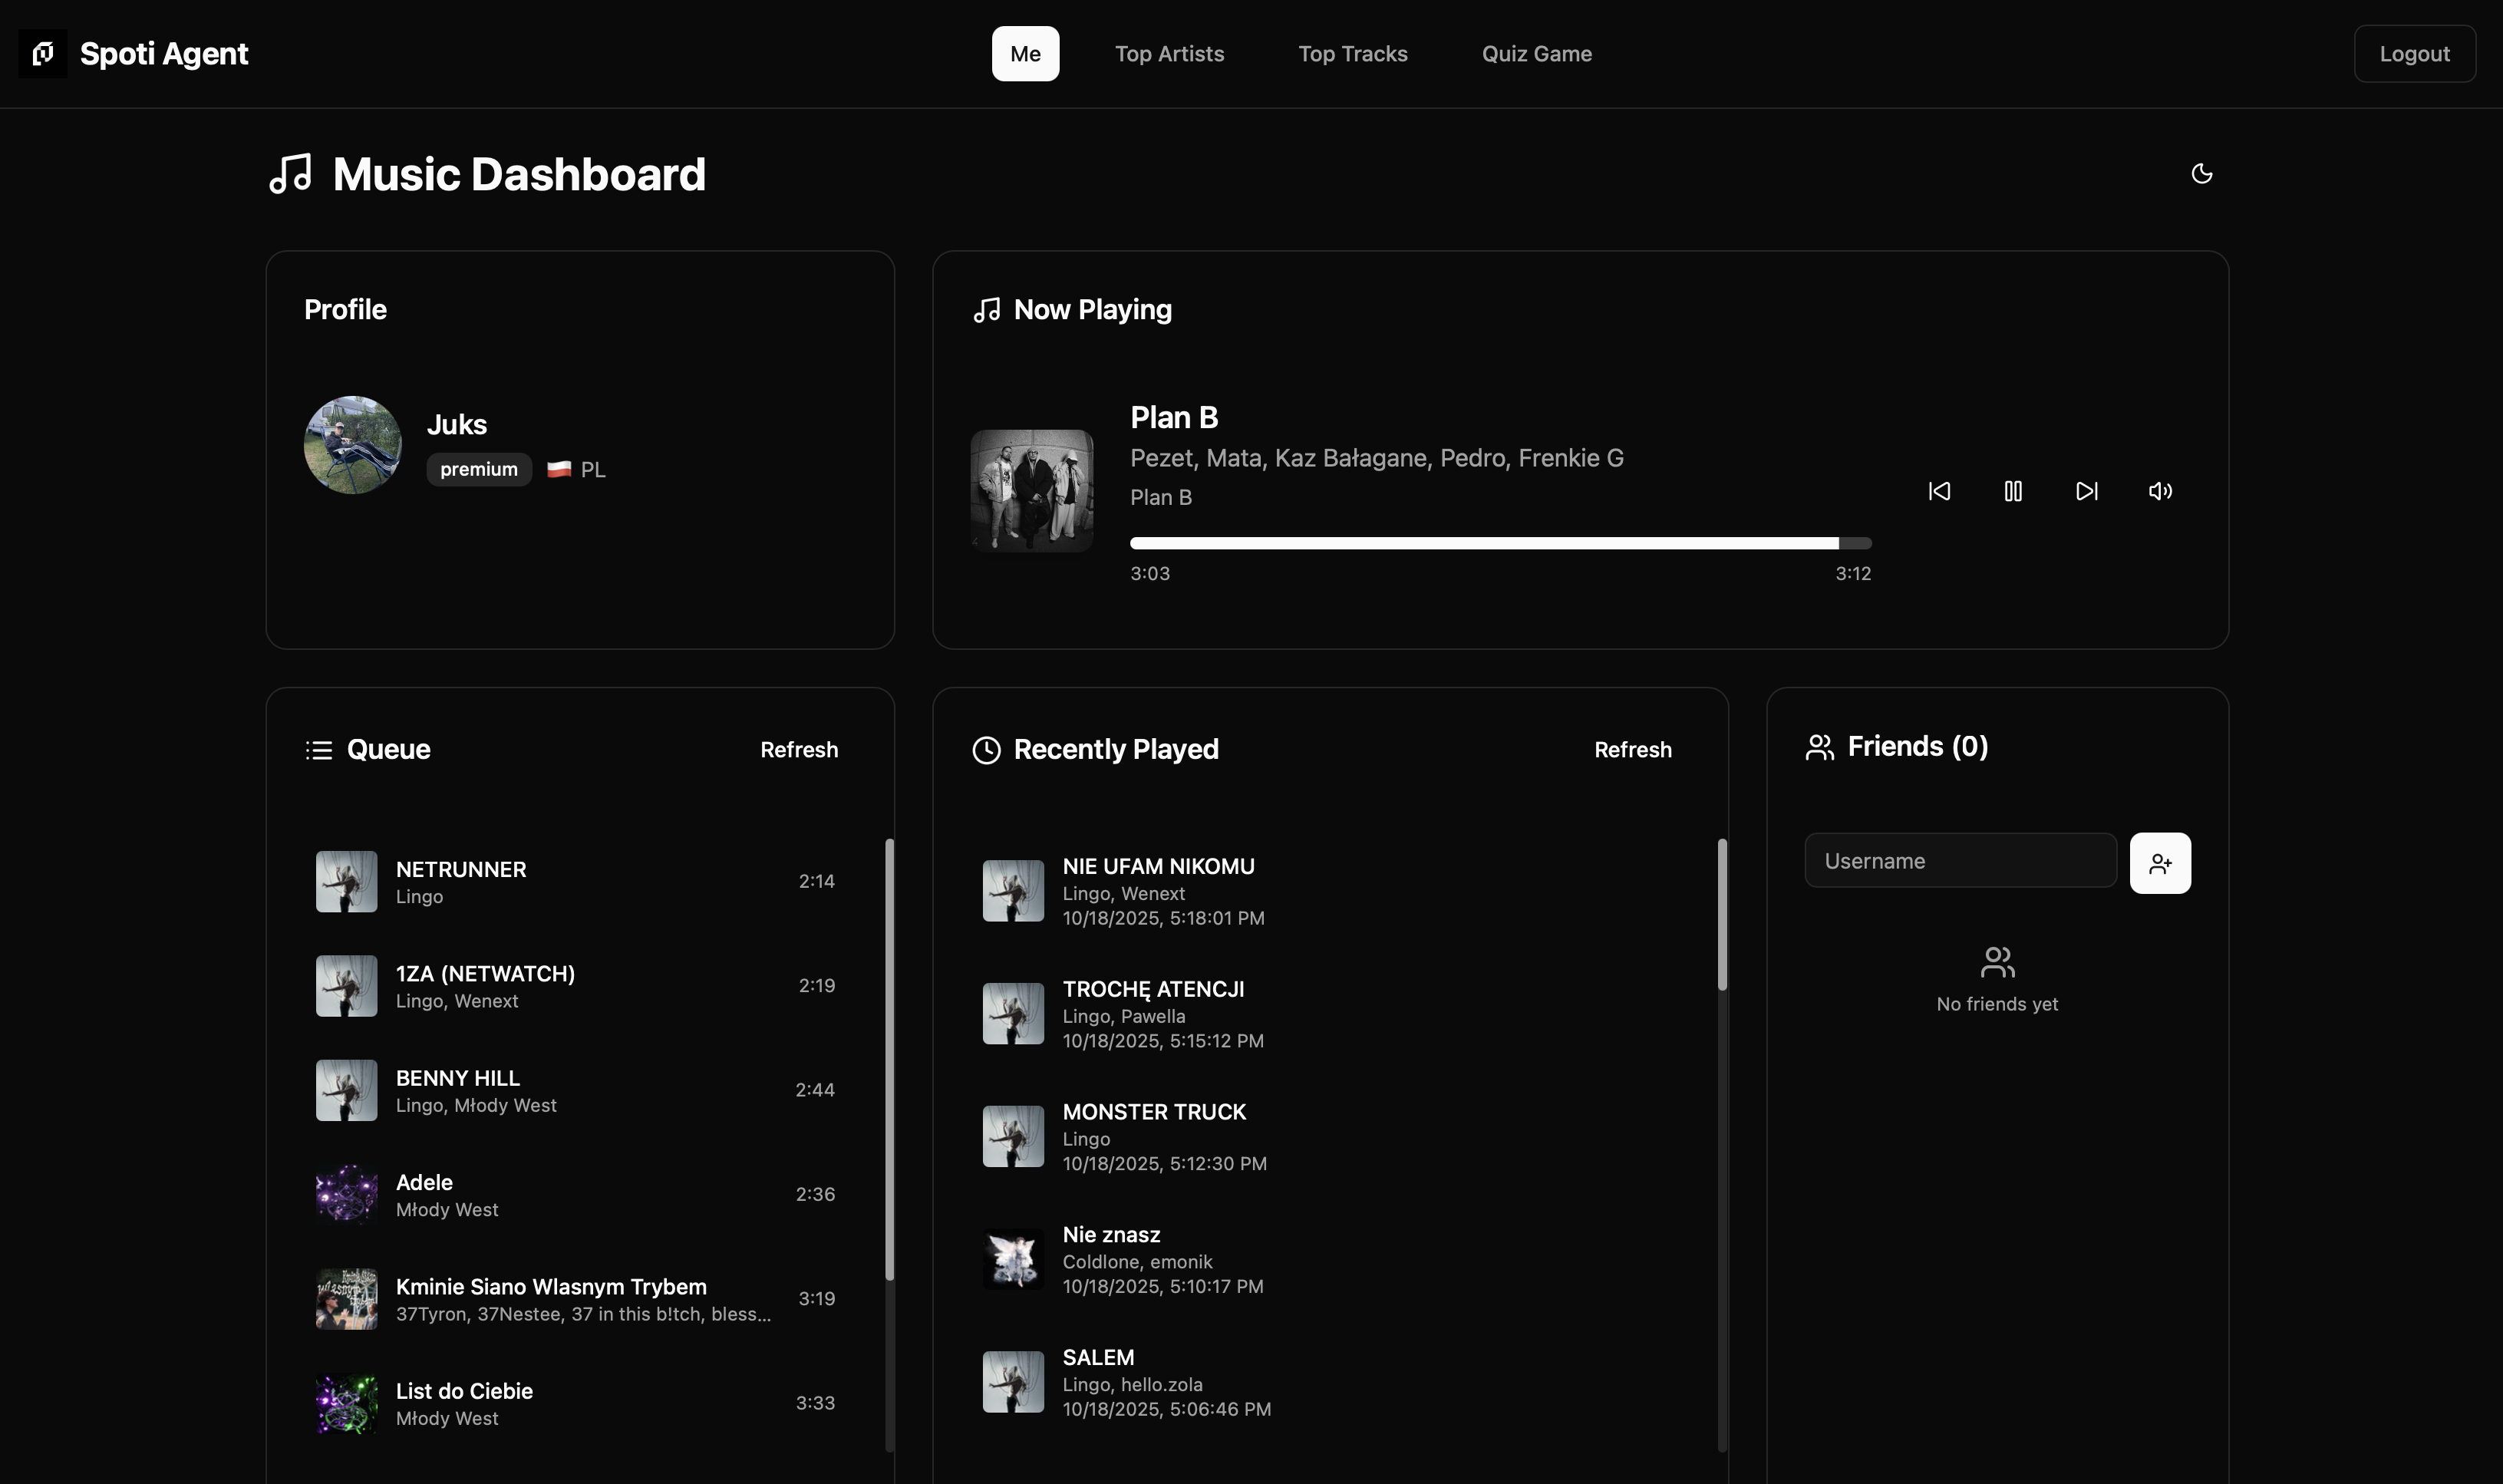 Spoti Agent
Me
Top Artists
Top Tracks
Quiz Game
Logout
Music Dashboard
Profile
Juks
premium
🇵🇱 PL
Now Playing
Plan B
Pezet, Mata, Kaz Bałagane, Pedro, Frenkie G
Plan B
3:03
3:12
Queue
Refresh
NETRUNNER
Lingo
2:14
1ZA (NETWATCH)
Lingo, Wenext
2:19
BENNY HILL
Lingo, Młody West
2:44
Adele
Młody West
2:36
Kminie Siano Wlasnym Trybem
37Tyron, 37Nestee, 37 in this b!tch, bless...
3:19
List do Ciebie
Młody West
3:33
Recently Played
Refresh
NIE UFAM NIKOMU
Lingo, Wenext
10/18/2025, 5:18:01 PM
TROCHĘ ATENCJI
Lingo, Pawella
10/18/2025, 5:15:12 PM
MONSTER TRUCK
Lingo
10/18/2025, 5:12:30 PM
Nie znasz
Coldlone, emonik
10/18/2025, 5:10:17 PM
SALEM
Lingo, hello.zola
10/18/2025, 5:06:46 PM
Friends (0)
Username
No friends yet